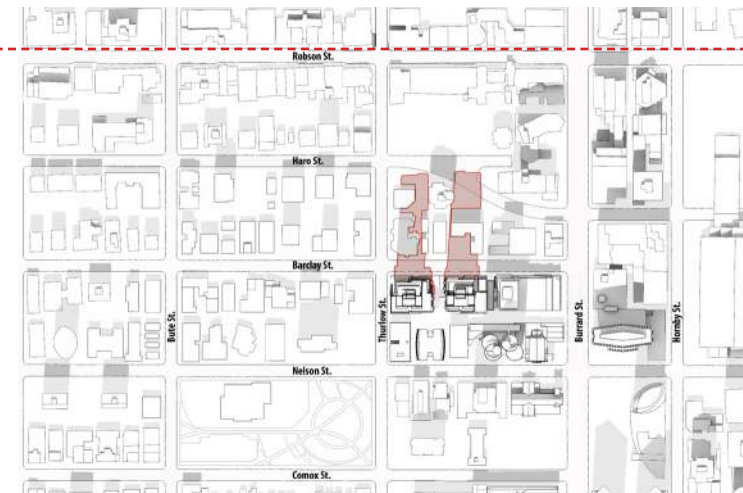 Robson St.
Haro St.
Barclay St.
Bute St.
Thurlow St.
Burrard St.
Hornby St.
Nelson St.
Comox St.